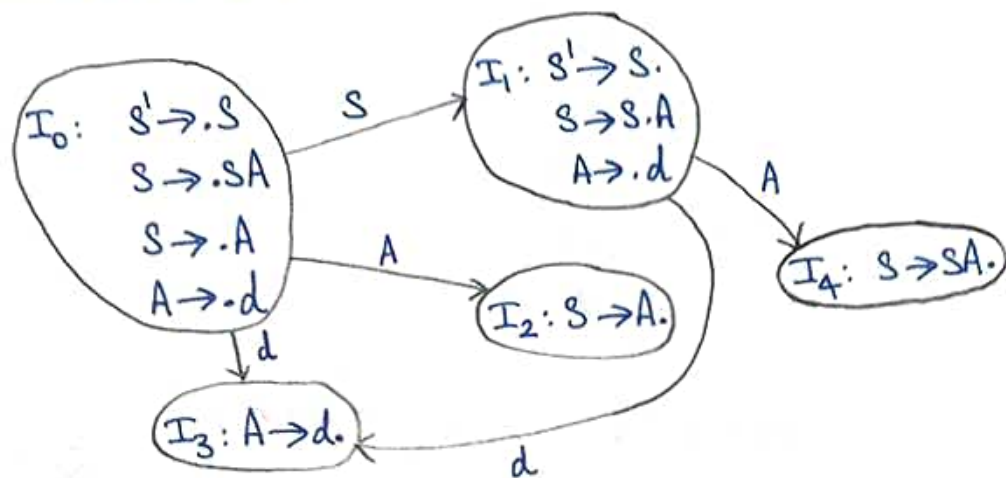 I₀: S' → .S
S → .SA
S → .A
A → .d
S
I₁: S' → S.
S → S.A
A → .d
A
I₄: S → SA.
A
I₂: S → A.
d
I₃: A → d.
d